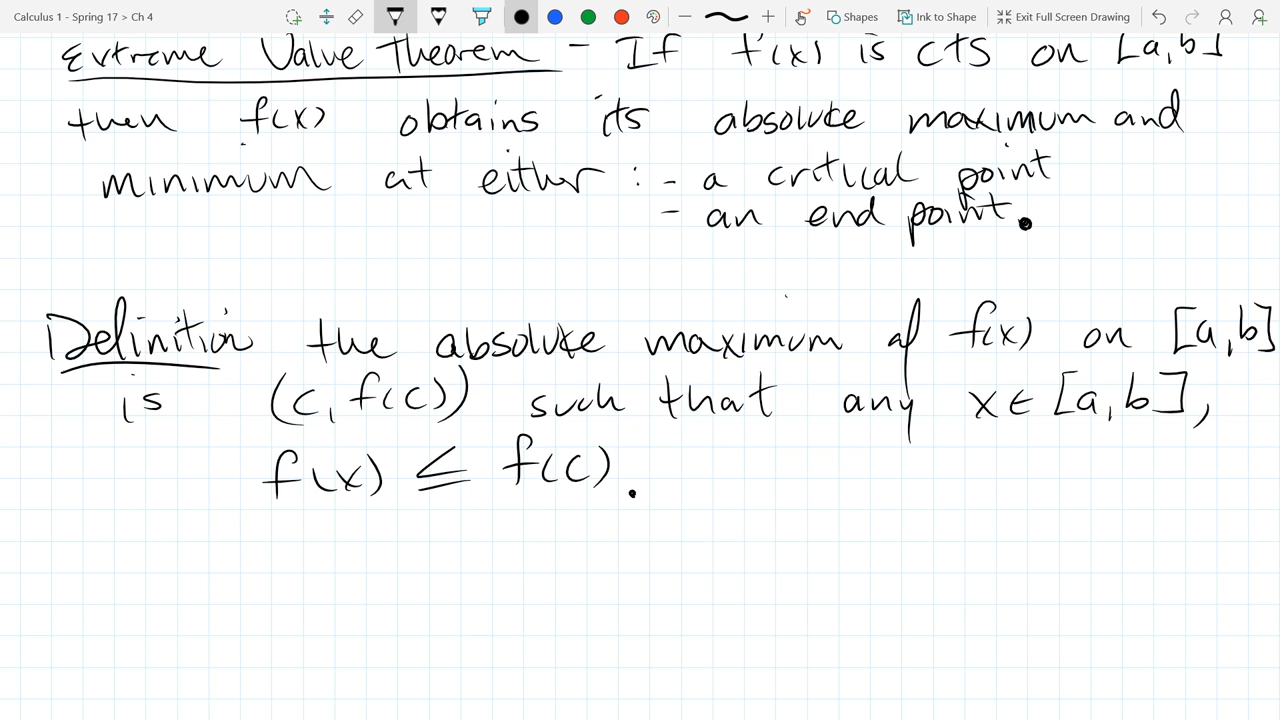 Calculus 1 - Spring 17 > Ch 4
Shapes
Ink to Shape
Exit Full Screen Drawing
Extreme Value Theorem - If f(x) is cts on [a,b]
then f(x) obtains its absolute maximum and
minimum at either : - a critical point
- an end point.
Definition the absolute maximum of f(x) on [a,b]
is (c, f(c)) such that any x ∈ [a,b],
f(x) ≤ f(c).